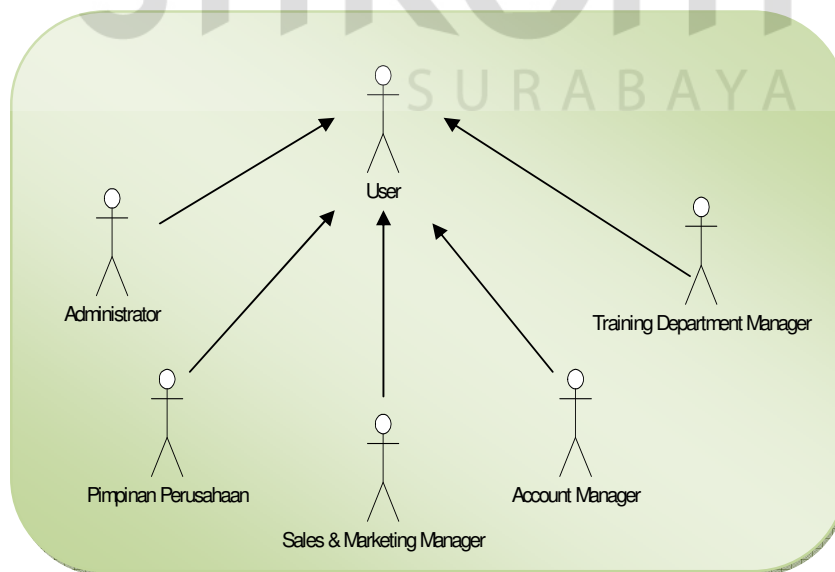 SURABAYA
User
Administrator
Training Department Manager
Pimpinan Perusahaan
Account Manager
Sales & Marketing Manager